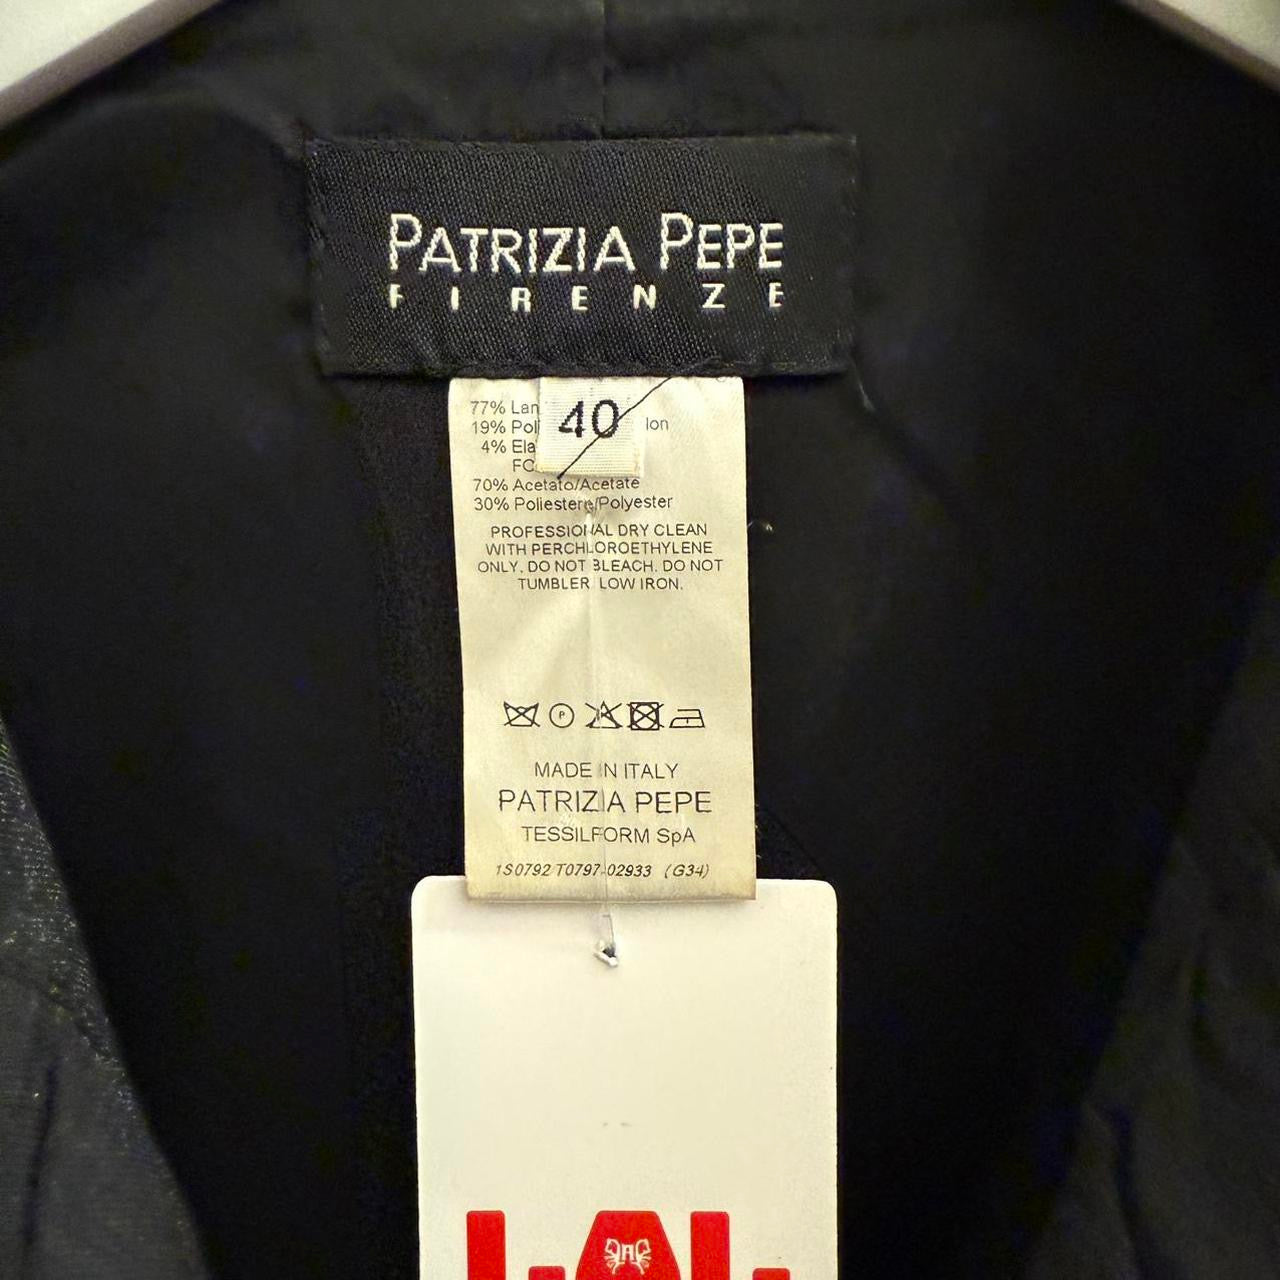 PATRIZIA PEPE
FIRENZE
40
77% Lan
19% Pol lon
4% Ela
FO
70% Acetato/Acetate
30% Poliestere/Polyester
PROFESSIONAL DRY CLEAN
WITH PERCHLOROETHYLENE
ONLY. DO NOT BLEACH. DO NOT
TUMBLER LOW IRON.
P
MADE IN ITALY
PATRIZIA PEPE
TESSILFORM SpA
1S0792 T0797-02933 (G34)